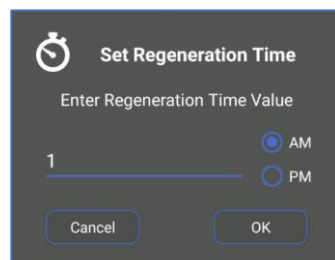 Set Regeneration Time
Enter Regeneration Time Value
1
AM
PM
Cancel
OK